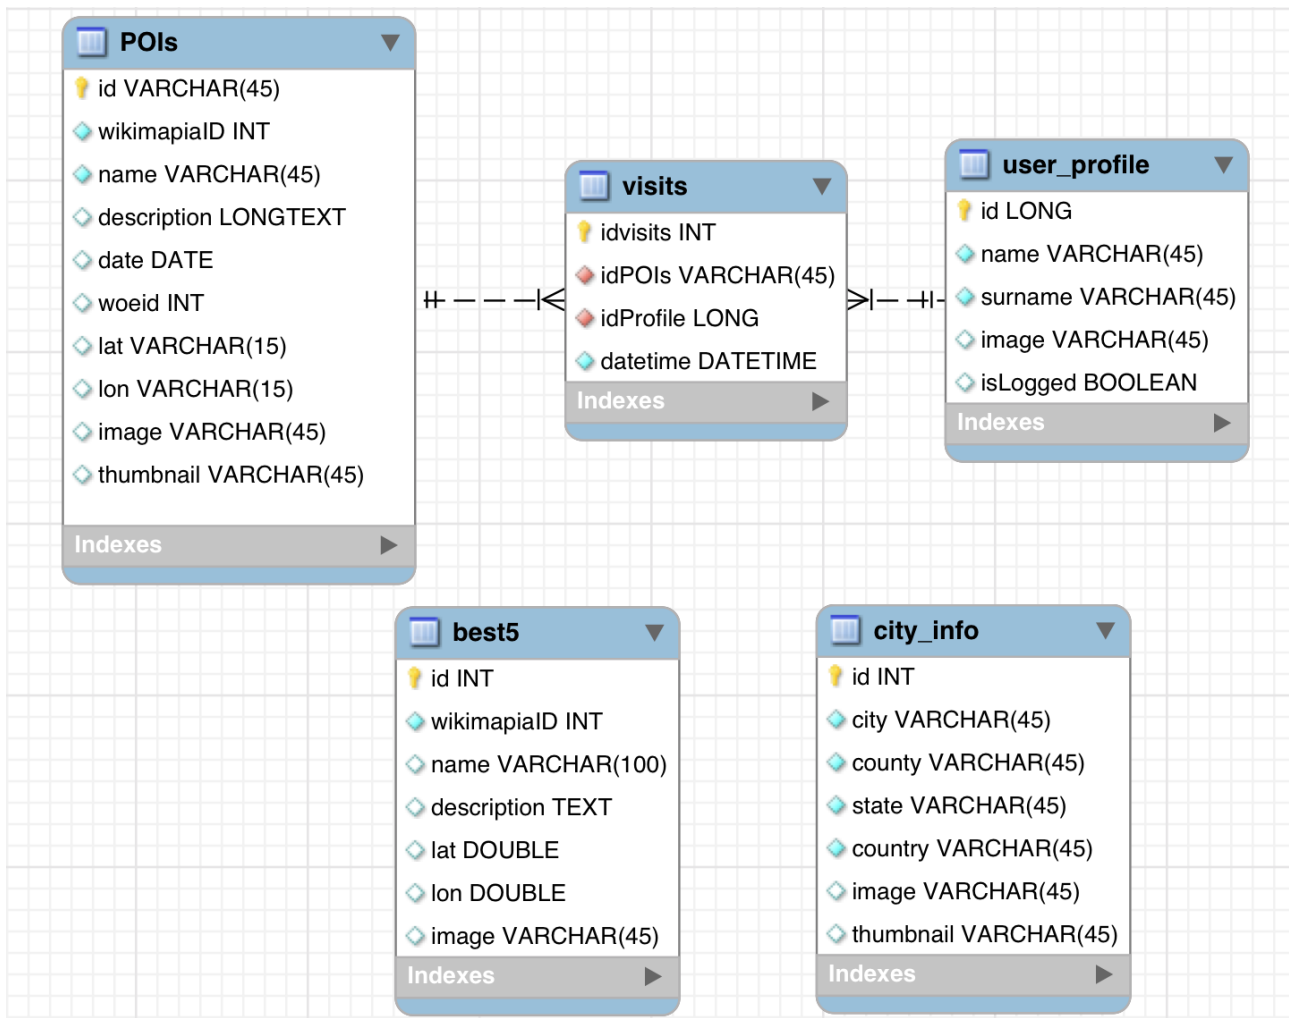 POIs
id VARCHAR(45)
wikimapiaID INT
name VARCHAR(45)
description LONGTEXT
date DATE
woeid INT
lat VARCHAR(15)
lon VARCHAR(15)
image VARCHAR(45)
thumbnail VARCHAR(45)
Indexes
visits
idvisits INT
idPOIs VARCHAR(45)
idProfile LONG
datetime DATETIME
Indexes
user_profile
id LONG
name VARCHAR(45)
surname VARCHAR(45)
image VARCHAR(45)
isLogged BOOLEAN
Indexes
best5
id INT
wikimapiaID INT
name VARCHAR(100)
description TEXT
lat DOUBLE
lon DOUBLE
image VARCHAR(45)
Indexes
city_info
id INT
city VARCHAR(45)
county VARCHAR(45)
state VARCHAR(45)
country VARCHAR(45)
image VARCHAR(45)
thumbnail VARCHAR(45)
Indexes